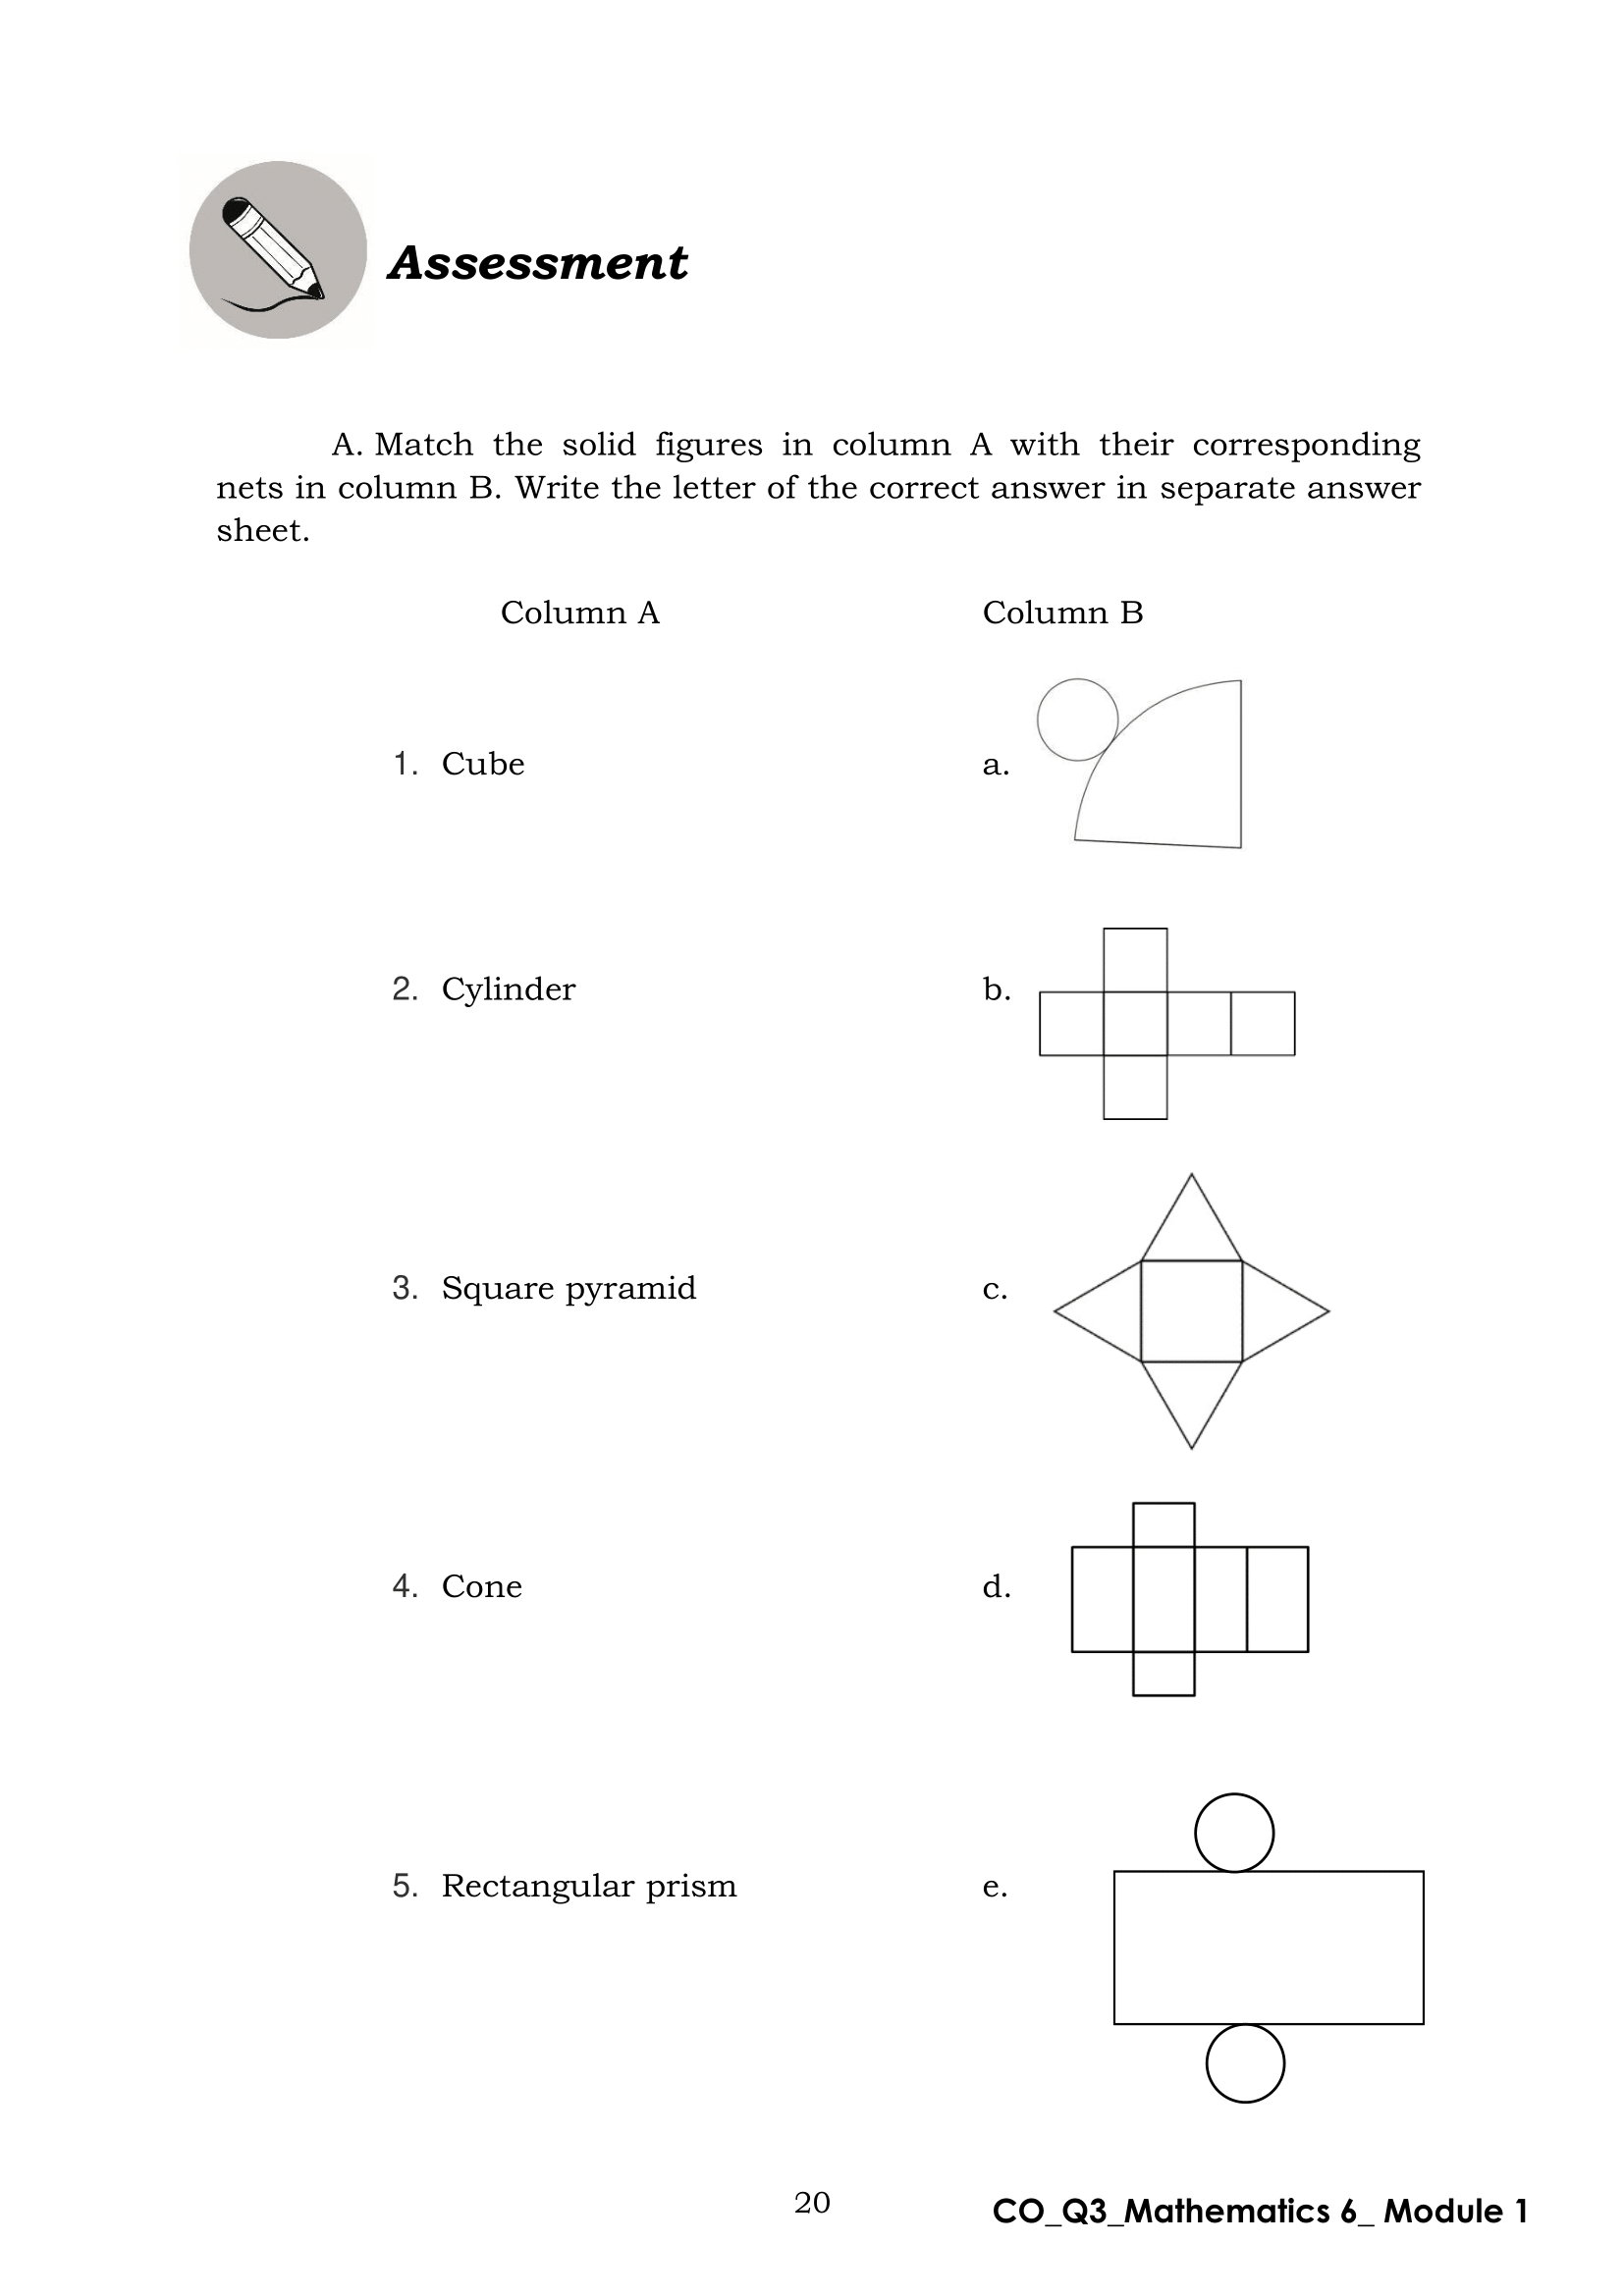 Assessment
A. Match the solid figures in column A with their corresponding
nets in column B. Write the letter of the correct answer in separate answer
sheet.
Column A Column B
1. Cube a.
2. Cylinder b.
3. Square pyramid c.
4. Cone d.
5. Rectangular prism e.
20 CO_Q3_Mathematics 6_ Module 1